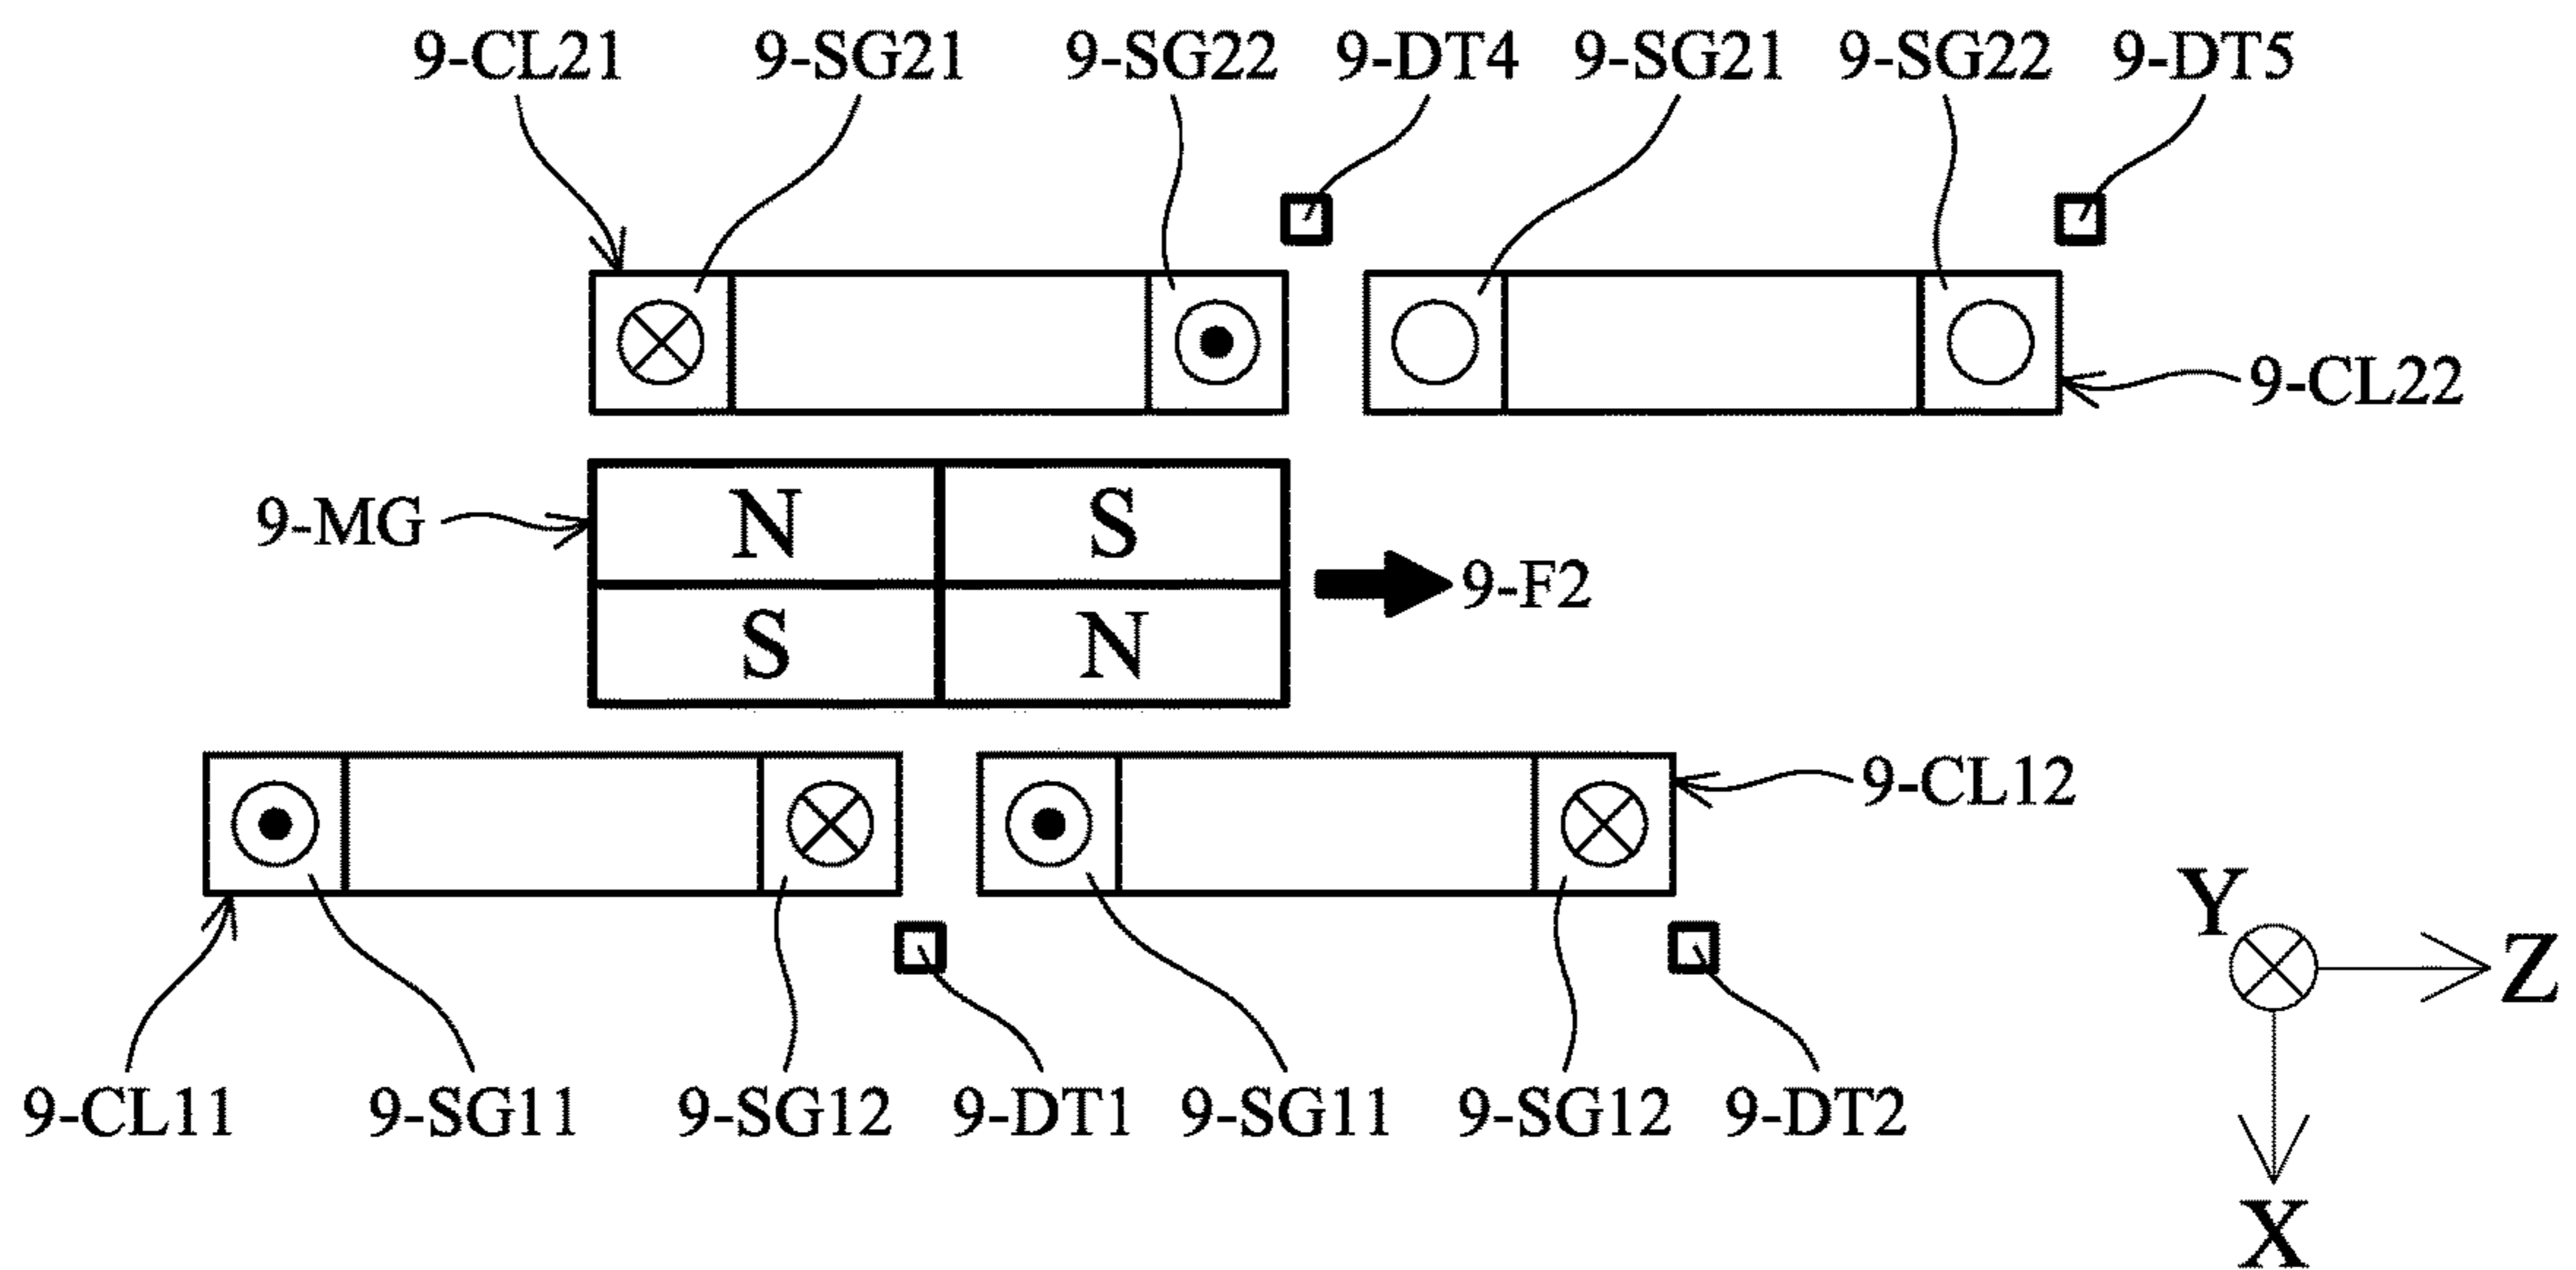 9-CL21 9-SG21 9-SG22 9-DT4 9-SG21 9-SG22 9-DT5
9-CL22
9-MG
N S
9-F2
S N
9-CL12
Y
Z
9-CL11 9-SG11 9-SG12 9-DT1 9-SG11 9-SG12 9-DT2
X